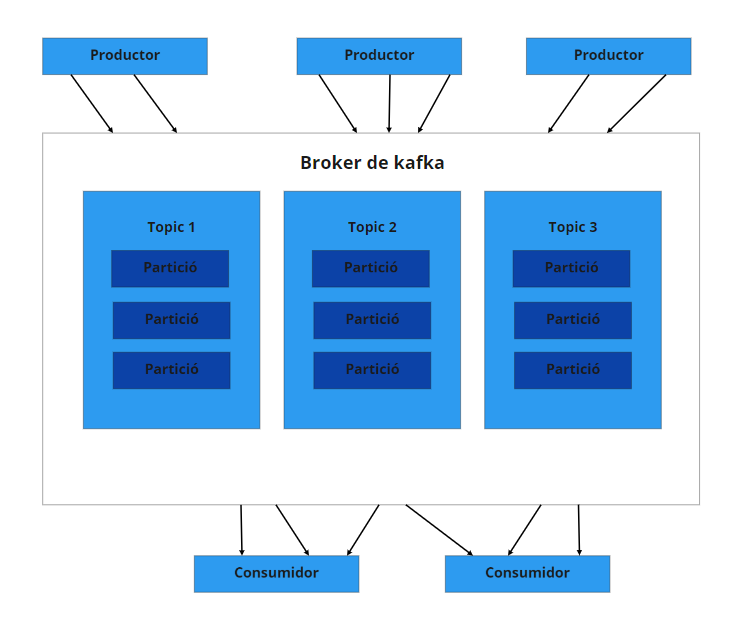 Productor
Productor
Productor
Broker de kafka
Topic 1
Topic 2
Topic 3
Partició
Partició
Partició
Partició
Partició
Partició
Partició
Partició
Partició
Consumidor
Consumidor